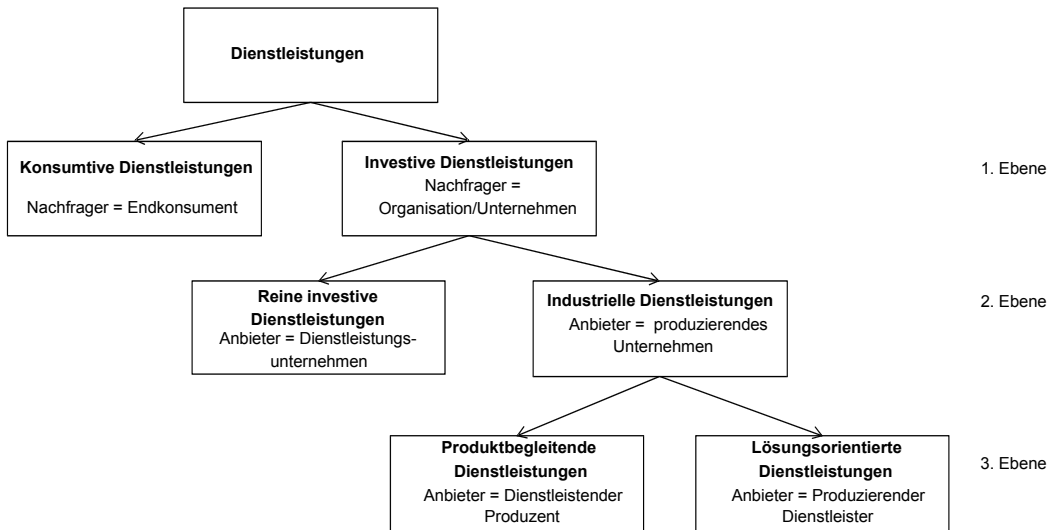 Dienstleistungen
Konsumtive Dienstleistungen
Nachfrager = Endkonsument
Investive Dienstleistungen
Nachfrager =
Organisation/Unternehmen
1. Ebene
Reine investive
Dienstleistungen
Anbieter = Dienstleistungs-
unternehmen
Industrielle Dienstleistungen
Anbieter = produzierendes
Unternehmen
2. Ebene
Produktbegleitende
Dienstleistungen
Anbieter = Dienstleistender
Produzent
Lösungsorientierte
Dienstleistungen
Anbieter = Produzierender
Dienstleister
3. Ebene